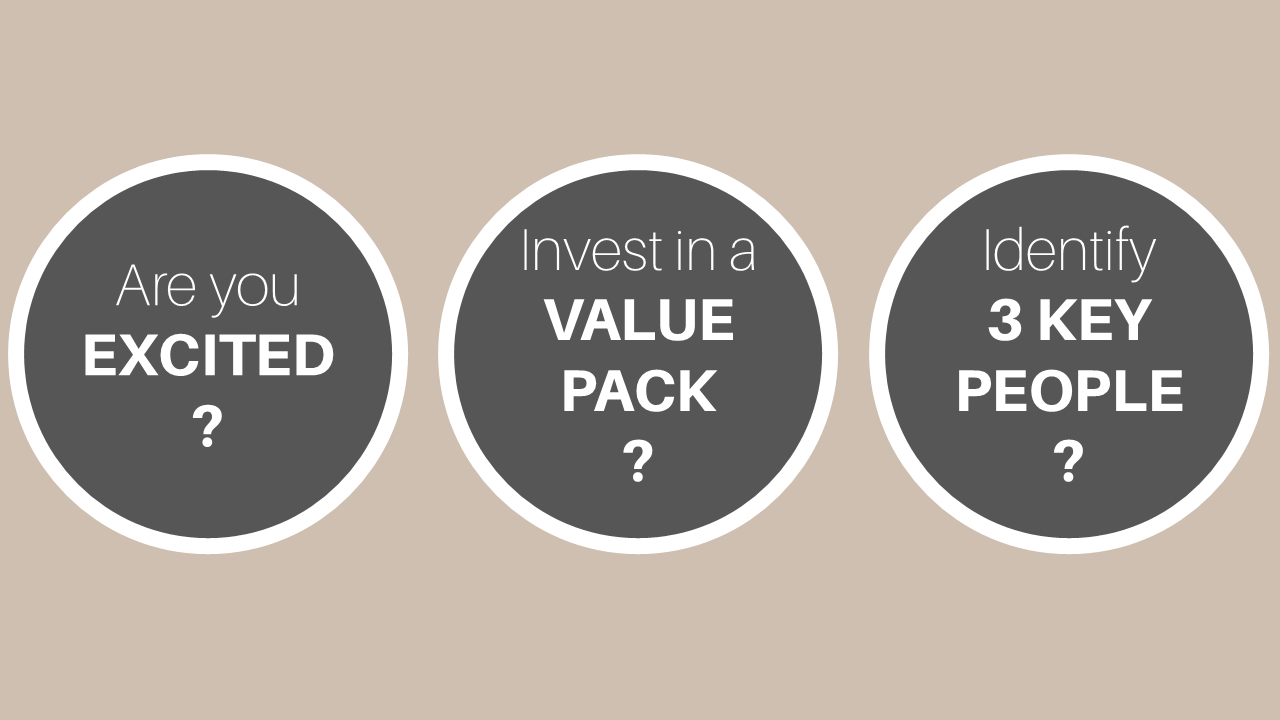 Are you
EXCITED
?
Invest in a
VALUE
PACK
?
Identify
3 KEY
PEOPLE
?